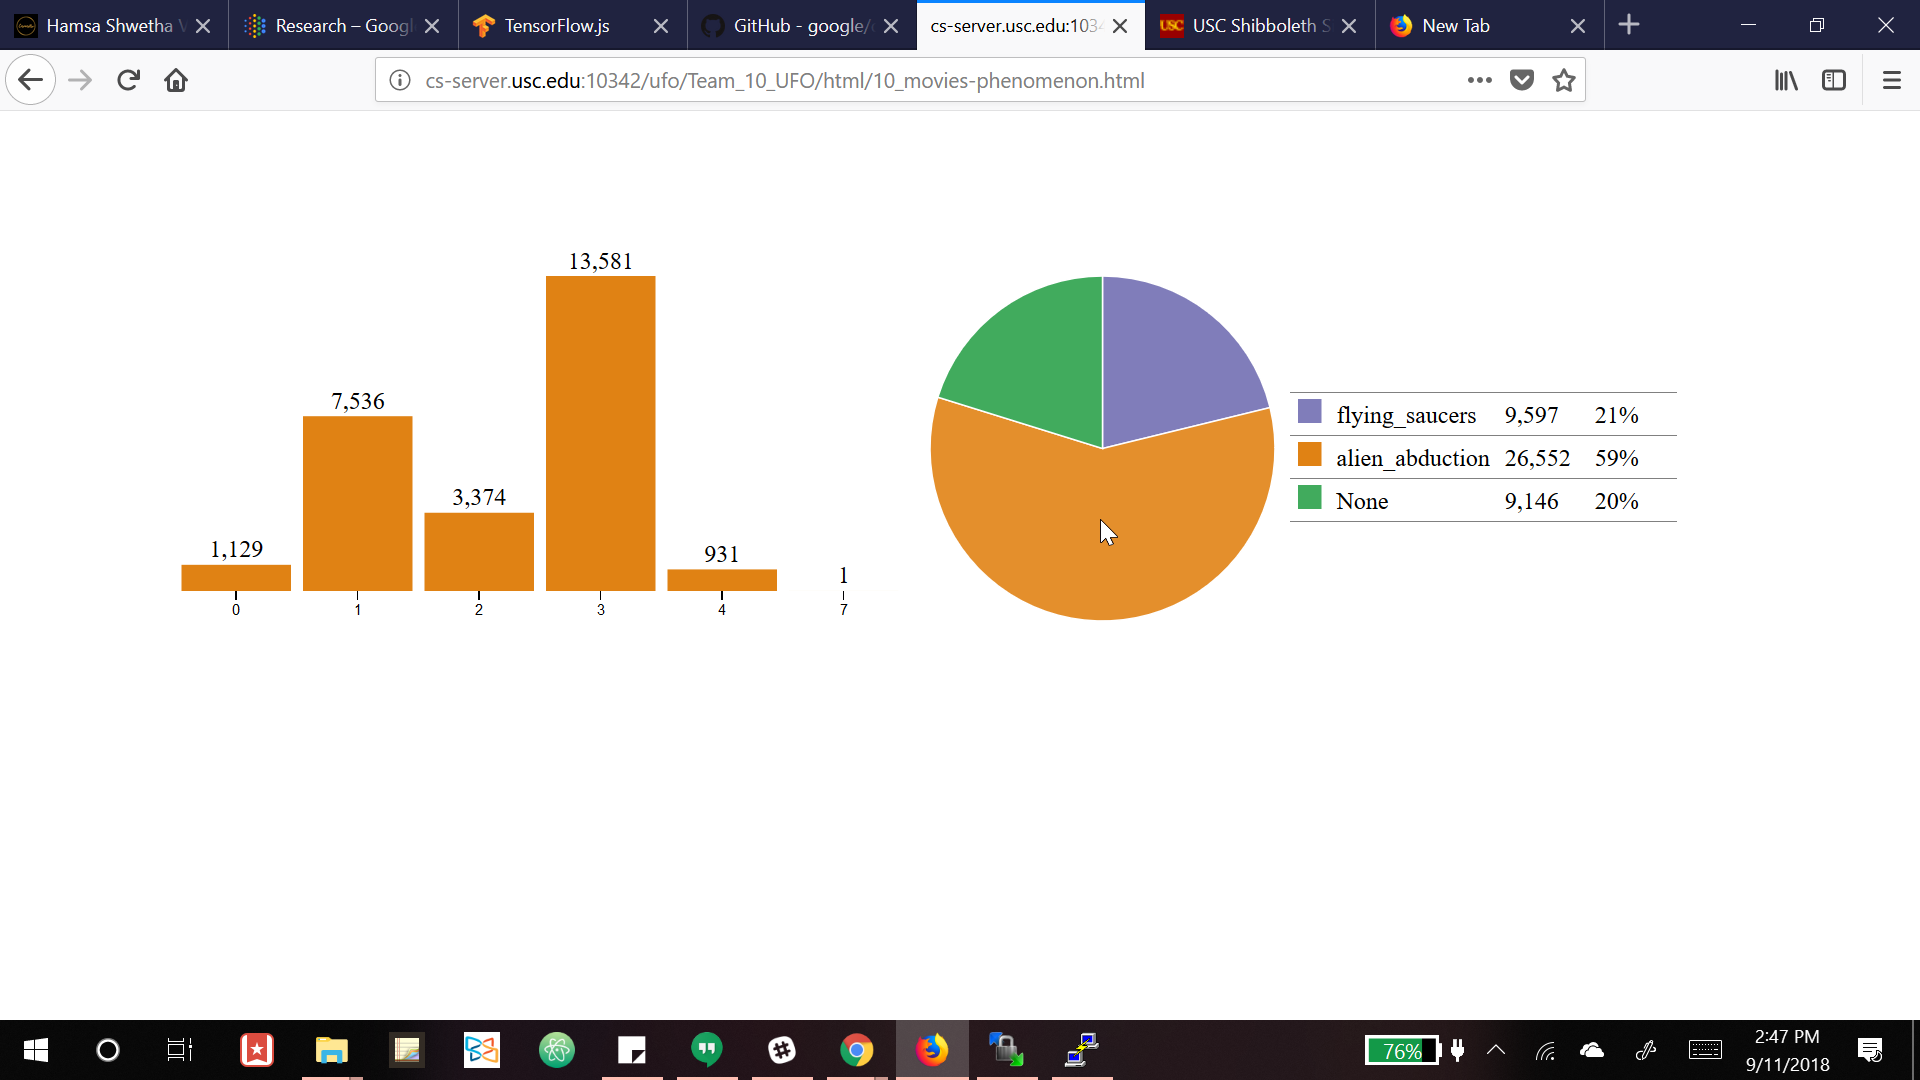 Hamsa Shwetha V
Research – Googl
TensorFlow.js
GitHub - google/
cs-server.usc.edu:1034
USC Shibboleth S
New Tab
cs-server.usc.edu:10342/ufo/Team_10_UFO/html/10_movies-phenomenon.html
13,581
7,536
3,374
1,129
931
1
0 1 2 3 4 7
flying_saucers 9,597 21%
alien_abduction 26,552 59%
None 9,146 20%
76%
2:47 PM
9/11/2018